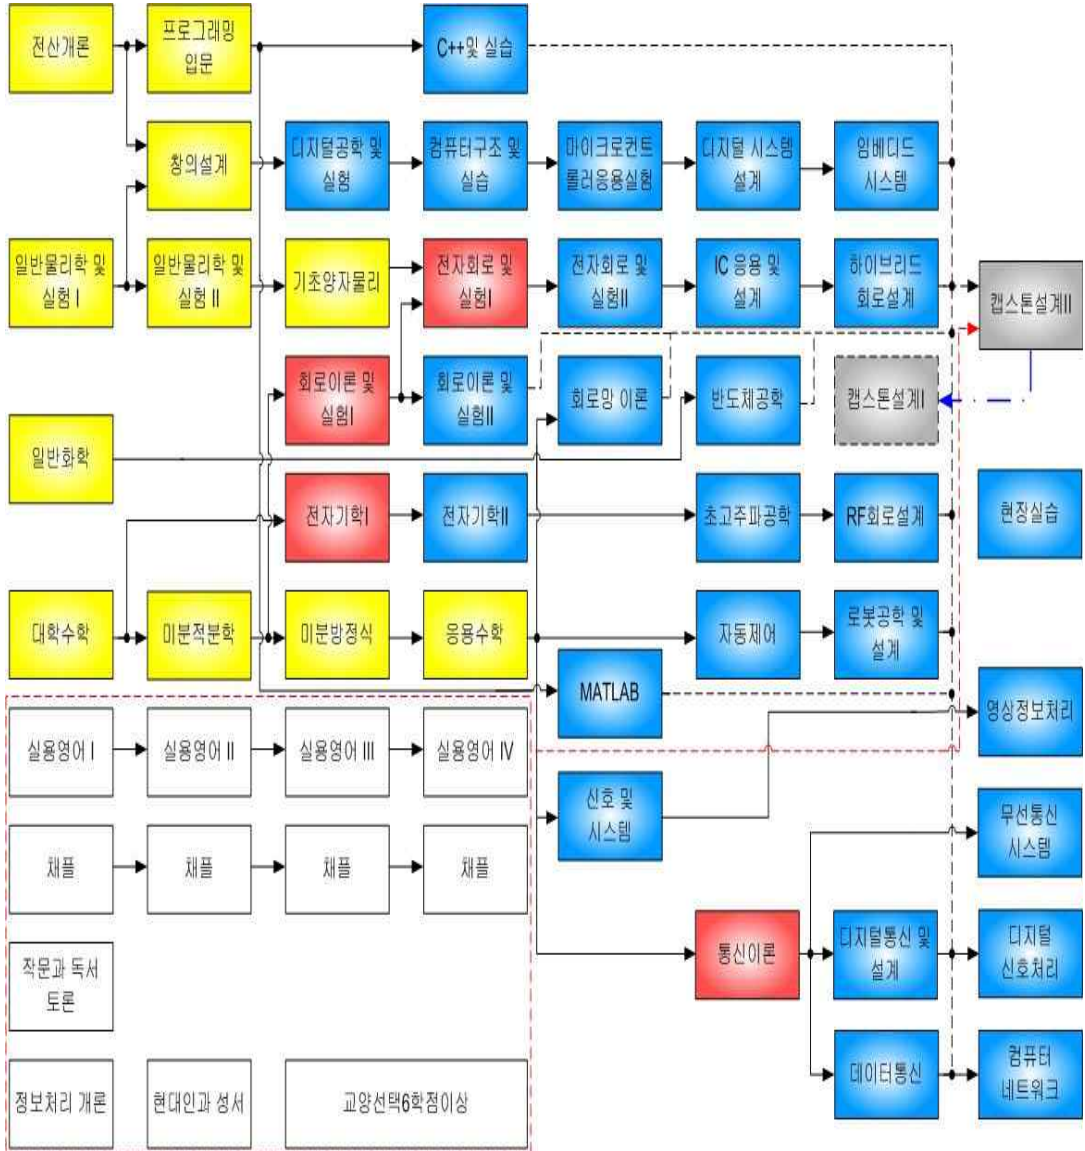 전산개론
프로그래밍
입문
C++및 실습
창의설계
디지털공학 및
실험
컴퓨터구조 및
실습
마이크로컨트
롤러응용실험
디지털 시스템
설계
임베디드
시스템
일반물리학 및
실험 I
일반물리학 및
실험 II
기초양자물리
전자회로 및
실험I
전자회로 및
실험II
IC 응용 및
설계
하이브리드
회로설계
캡스톤설계II
회로이론 및
실험I
회로이론 및
실험II
회로망 이론
반도체공학
캡스톤설계I
일반화학
전자기학I
전자기학II
초고주파공학
RF회로설계
현장실습
대학수학
미분적분학
미분방정식
응용수학
자동제어
로봇공학 및
설계
MATLAB
영상정보처리
실용영어 I
실용영어 II
실용영어 III
실용영어 IV
신호 및
시스템
무선통신
시스템
채플
채플
채플
채플
통신이론
디지털통신 및
설계
디지털
신호처리
작문과 독서
토론
정보처리 개론
현대인과 성서
교양선택6학점이상
데이터통신
컴퓨터
네트워크